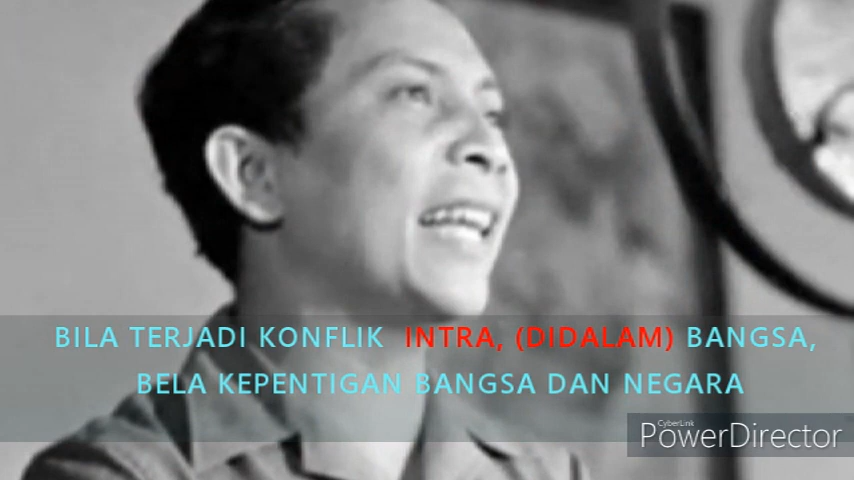 BILA TERJADI KONFLIK INTRA, (DIDALAM) BANGSA,
BELA KEPENTIGAN BANGSA DAN NEGARA
CyberLink
PowerDirector